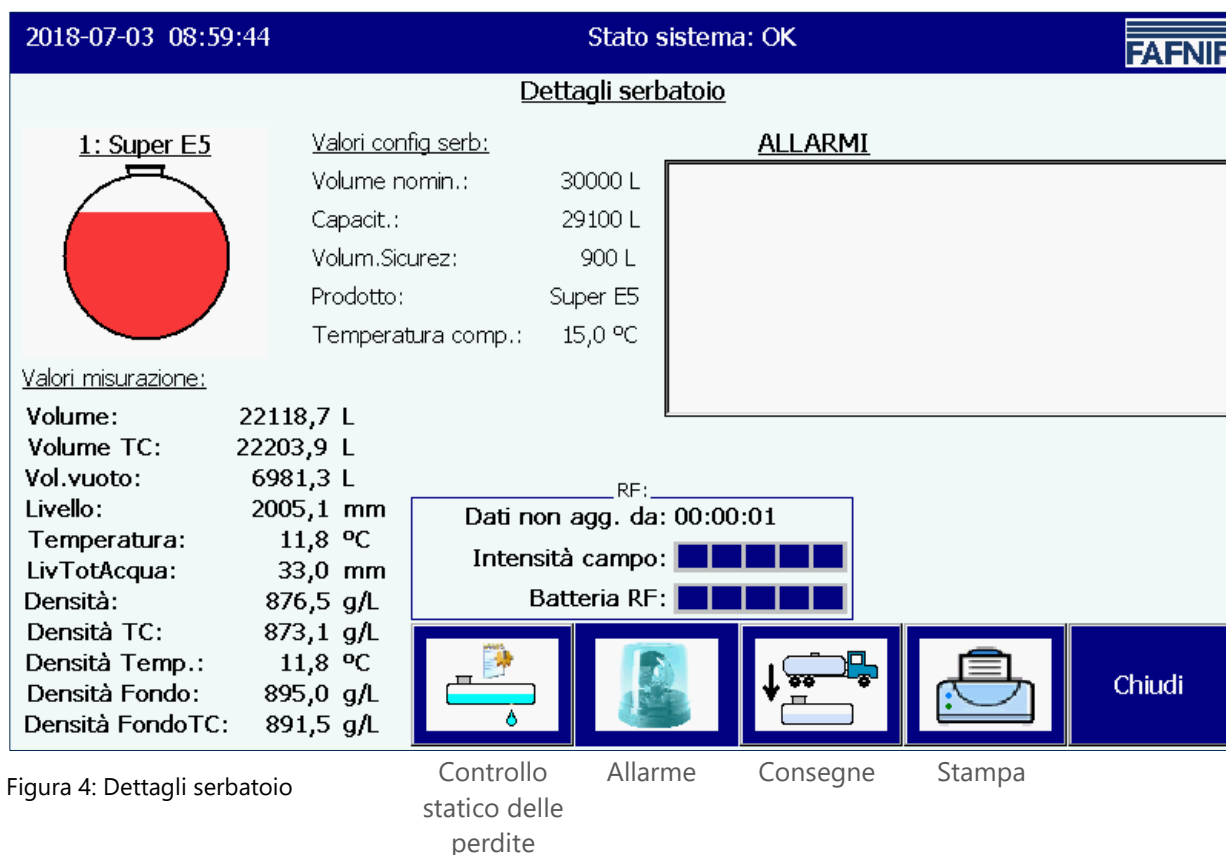 2018-07-03 08:59:44
Stato sistema: OK
FAFNIR
Dettagli serbatoio
1: Super E5
Valori config serb:
Volume nomin.: 30000 L
Capacit.: 29100 L
Volum.Sicurez: 900 L
Prodotto: Super E5
Temperatura comp.: 15,0 ºC
ALLARMI
Valori misurazione:
Volume: 22118,7 L
Volume TC: 22203,9 L
Vol.vuoto: 6981,3 L
Livello: 2005,1 mm
Temperatura: 11,8 ºC
LivTotAcqua: 33,0 mm
Densità: 876,5 g/L
Densità TC: 873,1 g/L
Densità Temp.: 11,8 ºC
Densità Fondo: 895,0 g/L
Densità FondoTC: 891,5 g/L
RF:
Dati non agg. da: 00:00:01
Intensità campo:
Batteria RF:
Chiudi
Figura 4: Dettagli serbatoio
Controllo
statico delle
perdite
Allarme
Consegne
Stampa